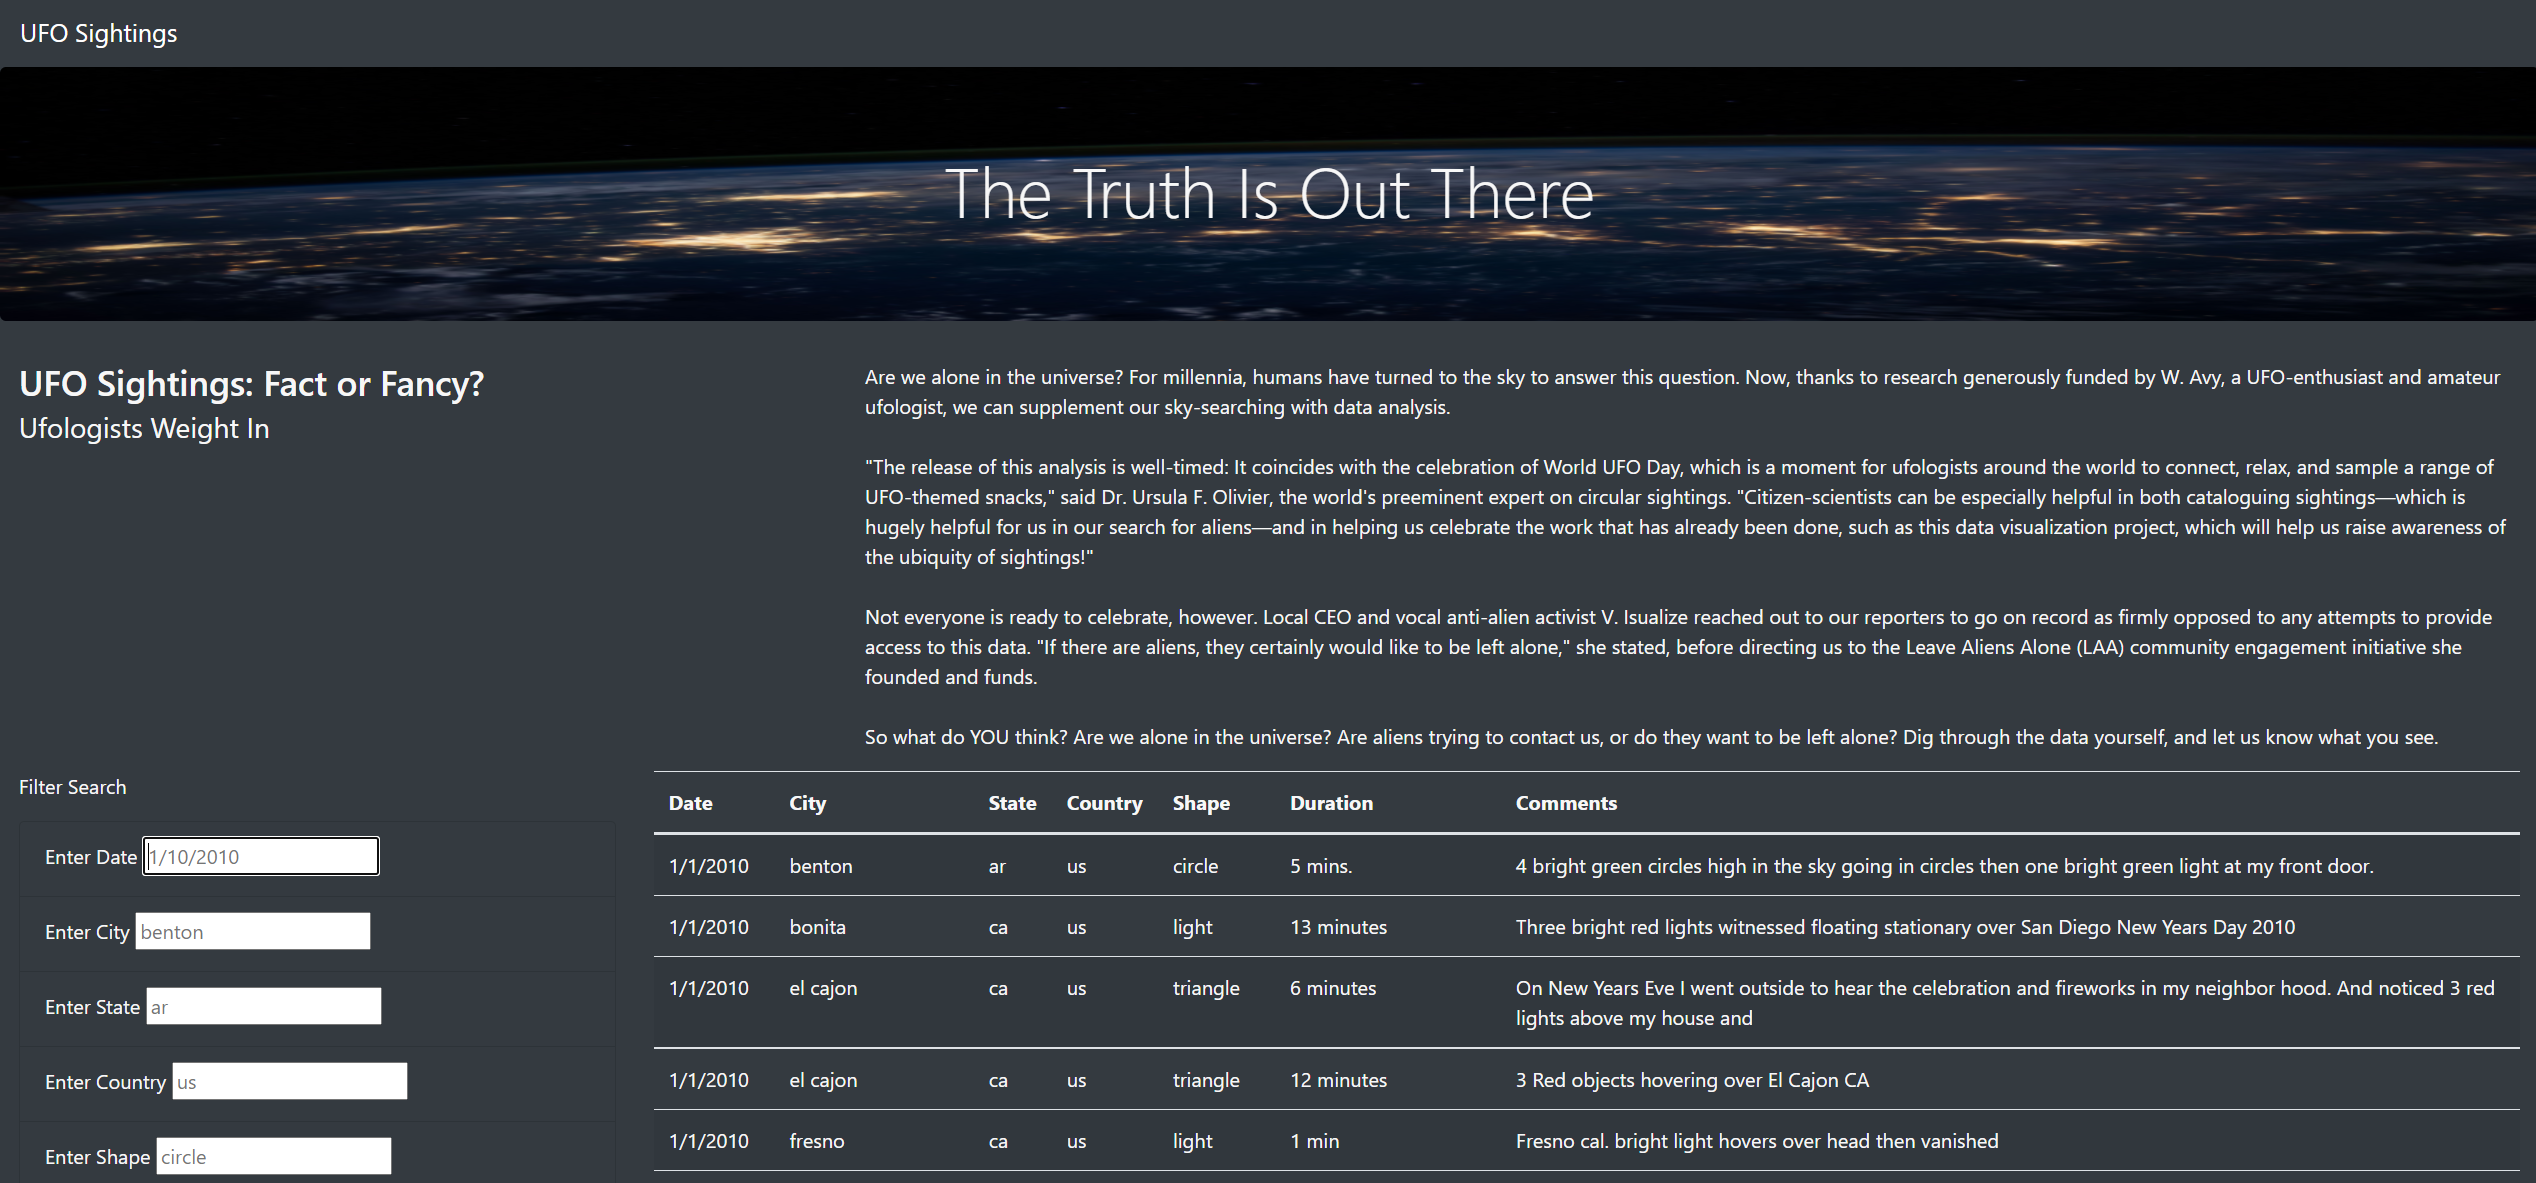 UFO Sightings
The Truth Is Out There
UFO Sightings: Fact or Fancy?
Ufologists Weight In
Are we alone in the universe? For millennia, humans have turned to the sky to answer this question. Now, thanks to research generously funded by W. Avy, a UFO-enthusiast and amateur
ufologist, we can supplement our sky-searching with data analysis.
"The release of this analysis is well-timed: It coincides with the celebration of World UFO Day, which is a moment for ufologists around the world to connect, relax, and sample a range of
UFO-themed snacks," said Dr. Ursula F. Olivier, the world's preeminent expert on circular sightings. "Citizen-scientists can be especially helpful in both cataloguing sightings—which is
hugely helpful for us in our search for aliens—and in helping us celebrate the work that has already been done, such as this data visualization project, which will help us raise awareness of
the ubiquity of sightings!"
Not everyone is ready to celebrate, however. Local CEO and vocal anti-alien activist V. Isualize reached out to our reporters to go on record as firmly opposed to any attempts to provide
access to this data. "If there are aliens, they certainly would like to be left alone," she stated, before directing us to the Leave Aliens Alone (LAA) community engagement initiative she
founded and funds.
So what do YOU think? Are we alone in the universe? Are aliens trying to contact us, or do they want to be left alone? Dig through the data yourself, and let us know what you see.
Filter Search
Enter Date 1/10/2010
Enter City benton
Enter State ar
Enter Country us
Enter Shape circle
Date City State Country Shape Duration Comments
1/1/2010 benton ar us circle 5 mins. 4 bright green circles high in the sky going in circles then one bright green light at my front door.
1/1/2010 bonita ca us light 13 minutes Three bright red lights witnessed floating stationary over San Diego New Years Day 2010
1/1/2010 el cajon ca us triangle 6 minutes On New Years Eve I went outside to hear the celebration and fireworks in my neighbor hood. And noticed 3 red
lights above my house and
1/1/2010 el cajon ca us triangle 12 minutes 3 Red objects hovering over El Cajon CA
1/1/2010 fresno ca us light 1 min Fresno cal. bright light hovers over head then vanished